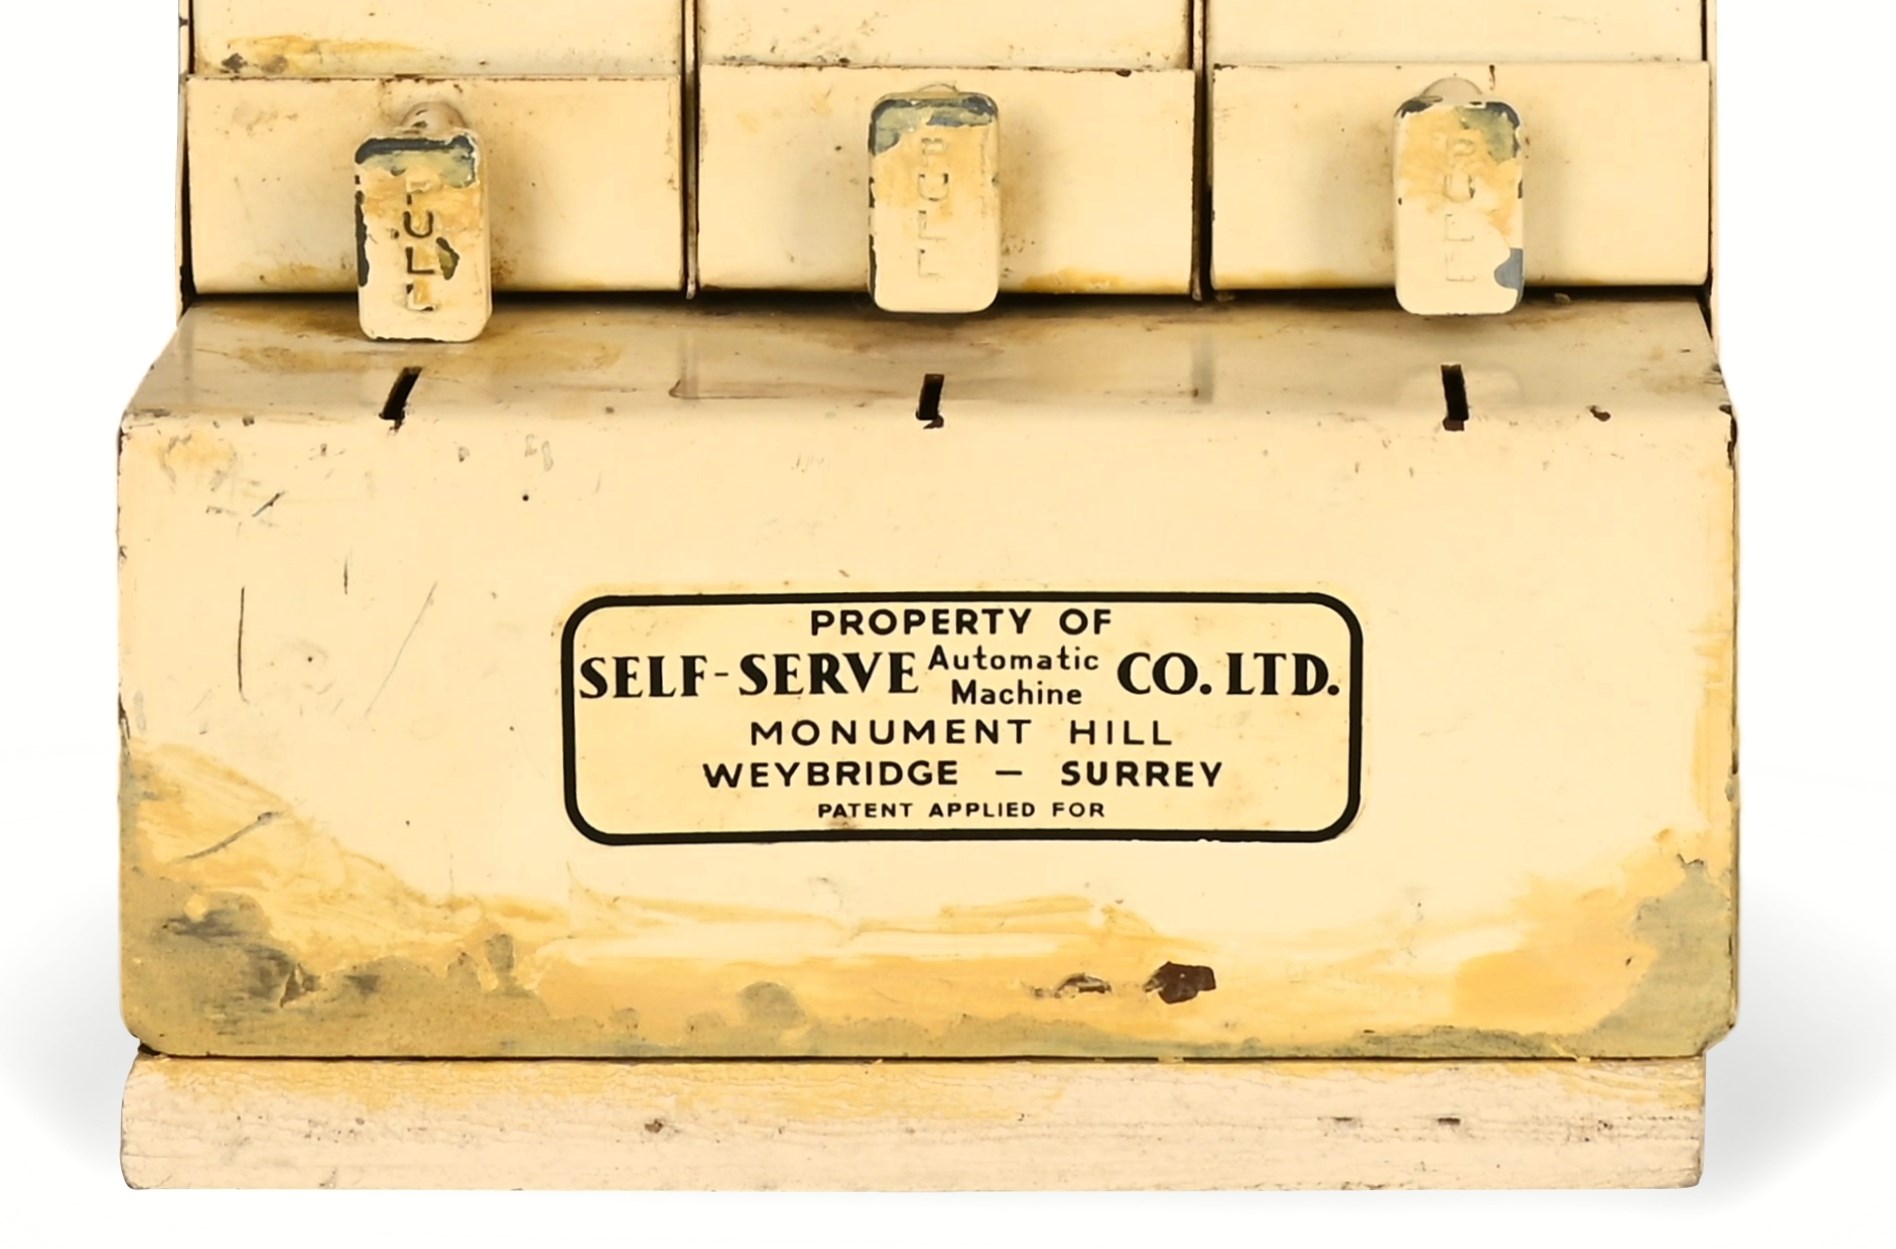 PULL
PULL
PULL
PROPERTY OF
SELF-SERVE Automatic Machine CO. LTD.
MONUMENT HILL
WEYBRIDGE — SURREY
PATENT APPLIED FOR